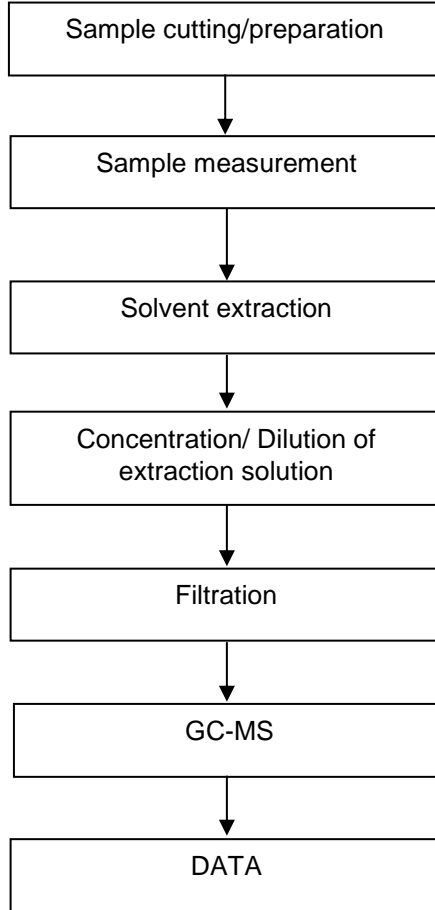 Sample cutting/preparation
Sample measurement
Solvent extraction
Concentration/ Dilution of
extraction solution
Filtration
GC-MS
DATA